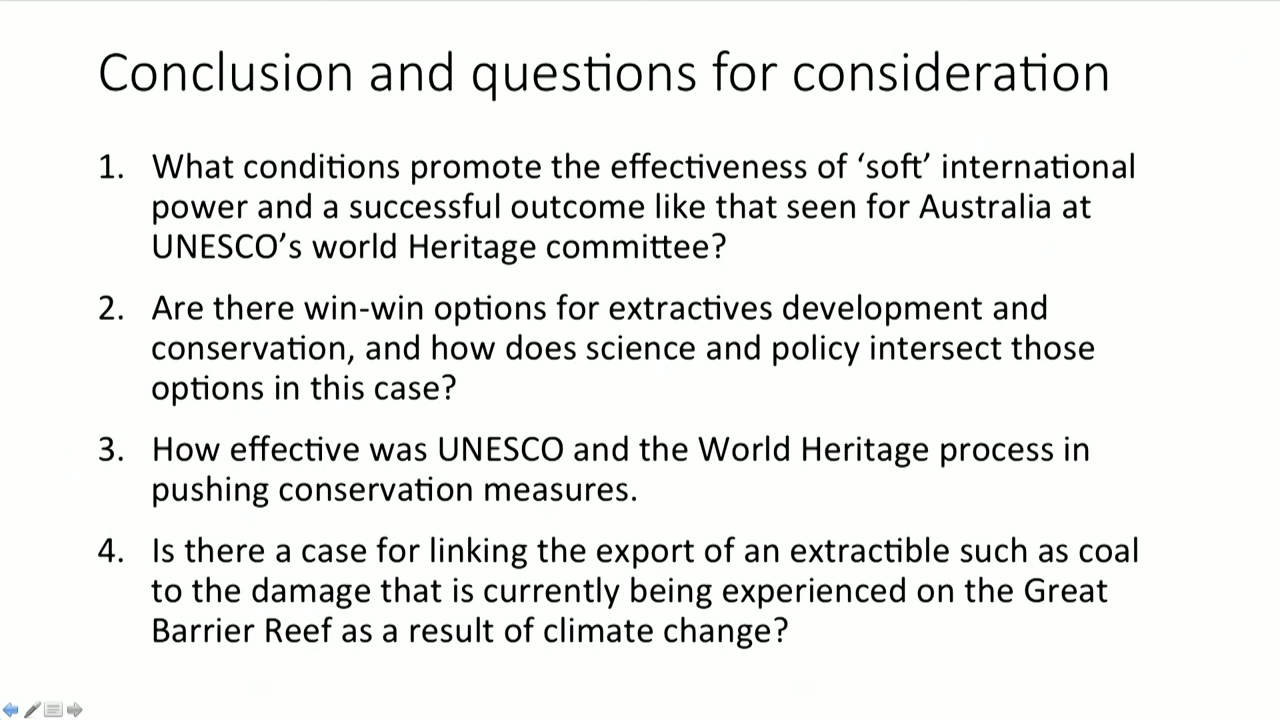 Conclusion and questions for consideration
1. What conditions promote the effectiveness of ‘soft’ international
power and a successful outcome like that seen for Australia at
UNESCO’s world Heritage committee?
2. Are there win-win options for extractives development and
conservation, and how does science and policy intersect those
options in this case?
3. How effective was UNESCO and the World Heritage process in
pushing conservation measures.
4. Is there a case for linking the export of an extractible such as coal
to the damage that is currently being experienced on the Great
Barrier Reef as a result of climate change?